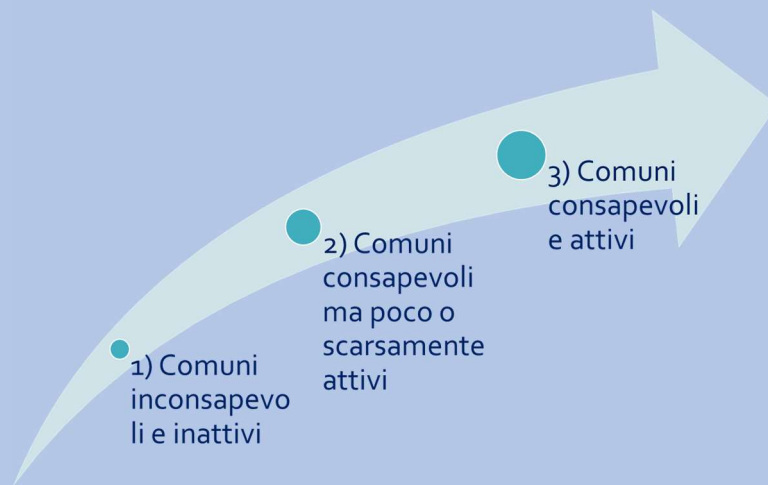 1) Comuni
inconsapevo
li e inattivi
2) Comuni
consapevoli
ma poco o
scarsamente
attivi
3) Comuni
consapevoli
e attivi